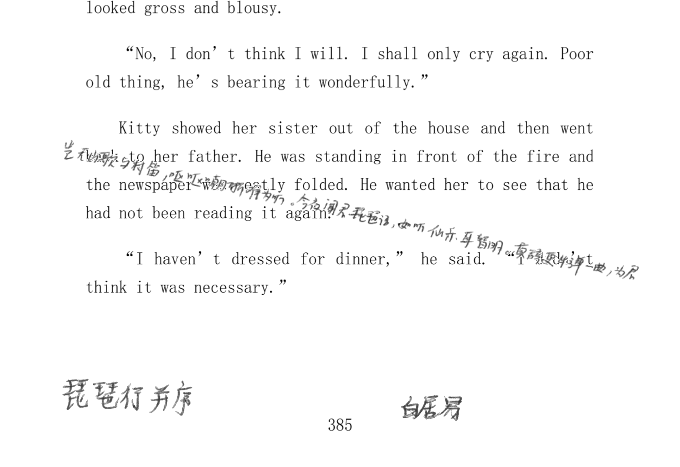 looked gross and blousy.
“No, I don’t think I will. I shall only cry again. Poor
old thing, he’s bearing it wonderfully.”
Kitty showed her sister out of the house and then went
back to her father. He was standing in front of the fire and
the newspaper was neatly folded. He wanted her to see that he
had not been reading it again.
岂无山歌与村笛,呕哑嘲哳难为听。今夜闻君琵琶语,如听仙乐耳暂明。莫辞更坐弹一曲,为君
“I haven’t dressed for dinner,” he said. “I didn’t
think it was necessary.”
琵琶行并序 白居易
385